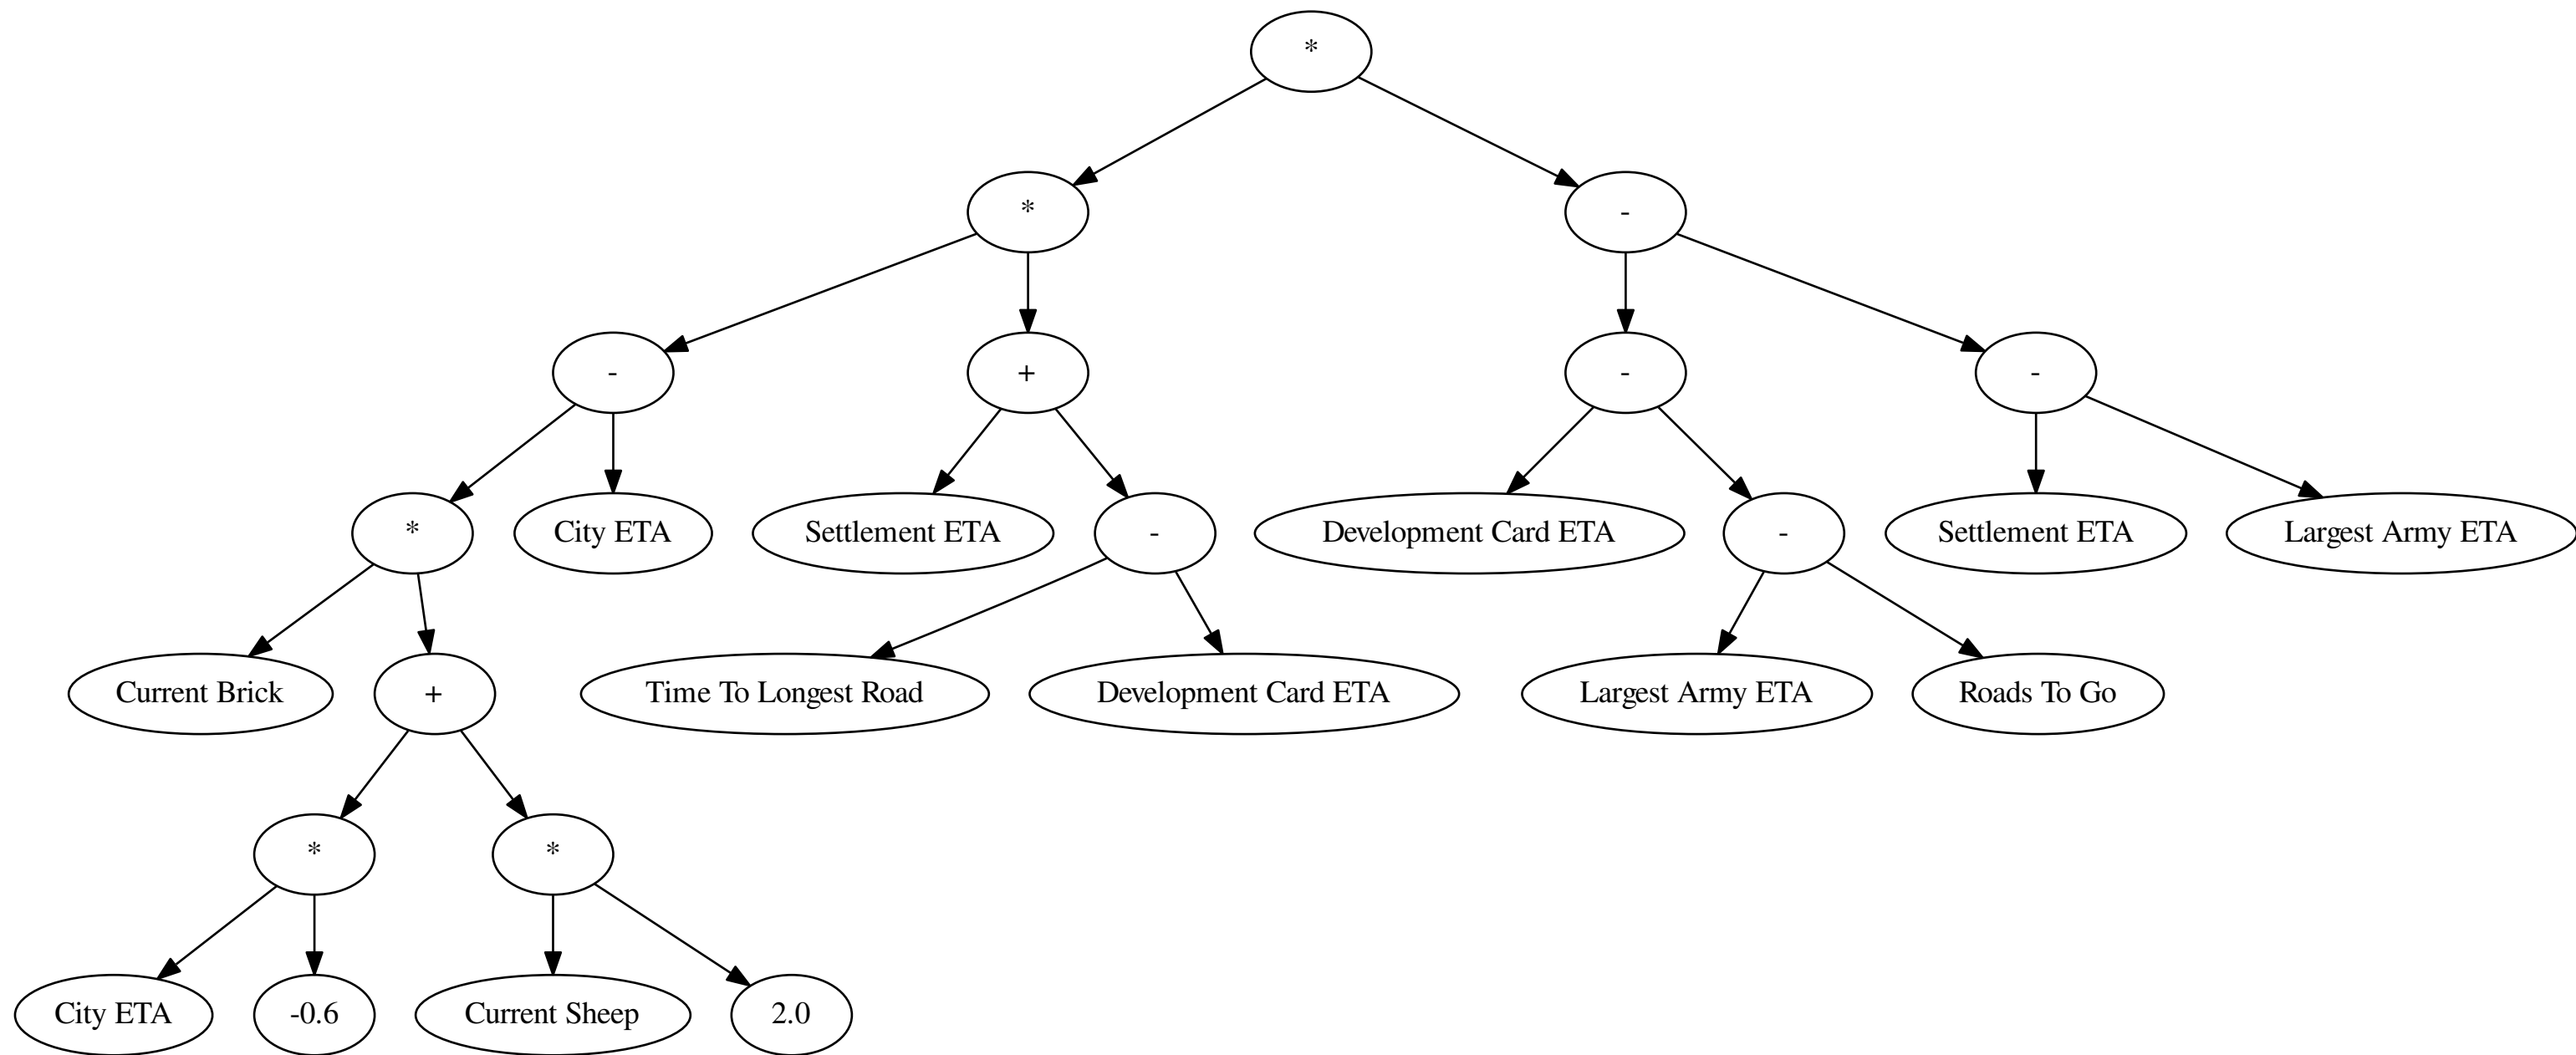 *
*
-
-
+
-
-
*
City ETA
Settlement ETA
-
Development Card ETA
-
Settlement ETA
Largest Army ETA
Current Brick
+
Time To Longest Road
Development Card ETA
Largest Army ETA
Roads To Go
*
*
City ETA
-0.6
Current Sheep
2.0